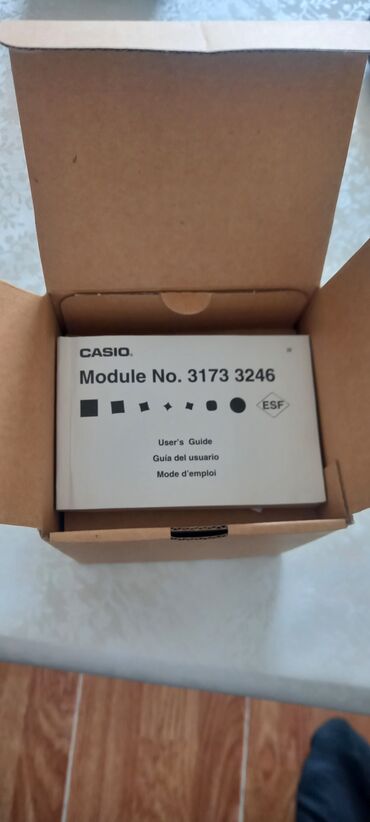 CASIO®
Module No. 3173 3246
ESF
User's Guide
Guía del usuario
Mode d'emploi